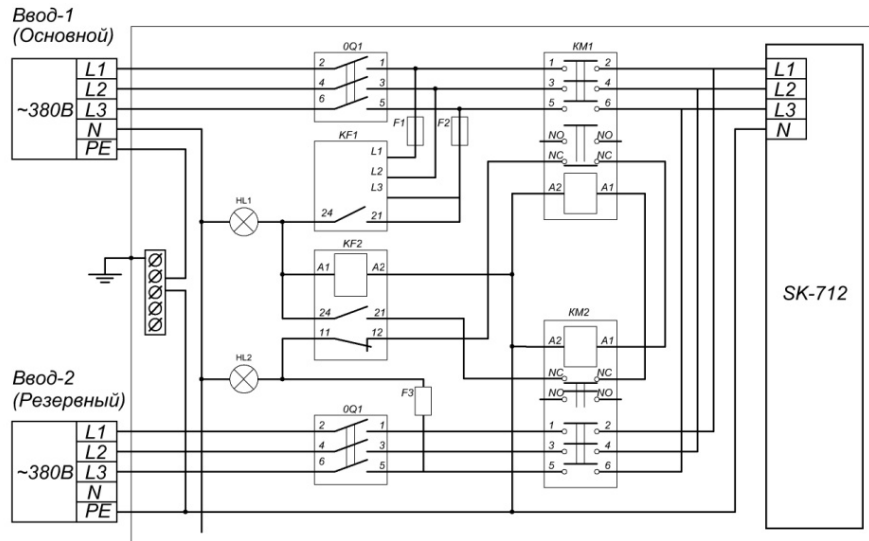 Ввод-1
(Основной)
~380В
L1
L2
L3
N
PE
0Q1
2 1
4 3
6 5
KM1
1 2
3 4
5 6
NO NO
NC NC
A2 A1
L1
L2
L3
N
F1
F2
KF1
L1
L2
L3
24 21
HL1
KF2
A1 A2
24 21
11 12
HL2
F3
KM2
A2 A1
NC NC
NO NO
1 2
3 4
5 6
SK-712
Ввод-2
(Резервный)
~380В
L1
L2
L3
N
PE
0Q1
2 1
4 3
6 5